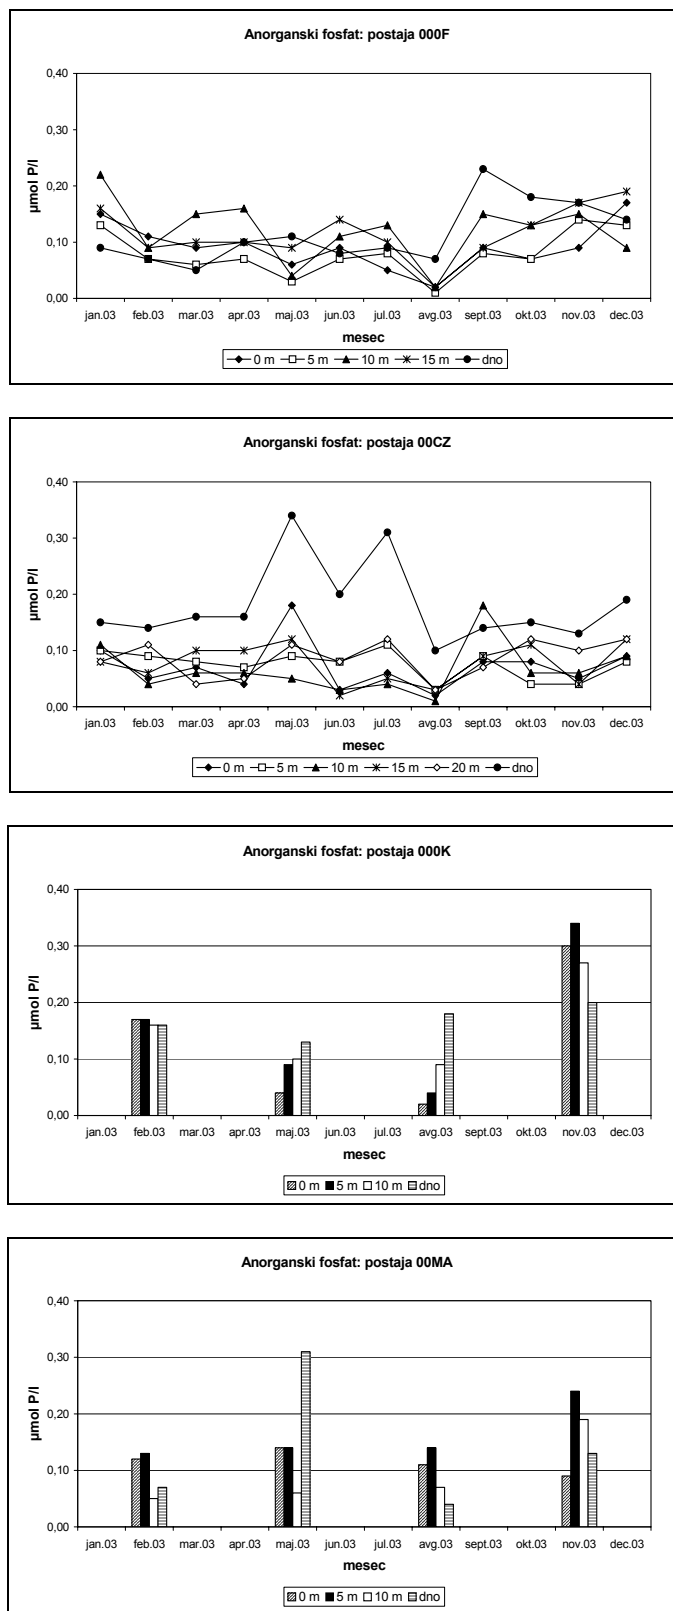 Anorganski fosfat: postaja 000F
0,40
0,30
0,20
0,10
0,00
µmol P/l
jan.03 feb.03 mar.03 apr.03 maj.03 jun.03 jul.03 avg.03 sept.03 okt.03 nov.03 dec.03
mesec
0 m 5 m 10 m 15 m dno
Anorganski fosfat: postaja 00CZ
0,40
0,30
0,20
0,10
0,00
µmol P/l
jan.03 feb.03 mar.03 apr.03 maj.03 jun.03 jul.03 avg.03 sept.03 okt.03 nov.03 dec.03
mesec
0 m 5 m 10 m 15 m 20 m dno
Anorganski fosfat: postaja 000K
0,40
0,30
0,20
0,10
0,00
µmol P/l
jan.03 feb.03 mar.03 apr.03 maj.03 jun.03 jul.03 avg.03 sept.03 okt.03 nov.03 dec.03
mesec
0 m 5 m 10 m dno
Anorganski fosfat: postaja 00MA
0,40
0,30
0,20
0,10
0,00
µmol P/l
jan.03 feb.03 mar.03 apr.03 maj.03 jun.03 jul.03 avg.03 sept.03 okt.03 nov.03 dec.03
mesec
0 m 5 m 10 m dno